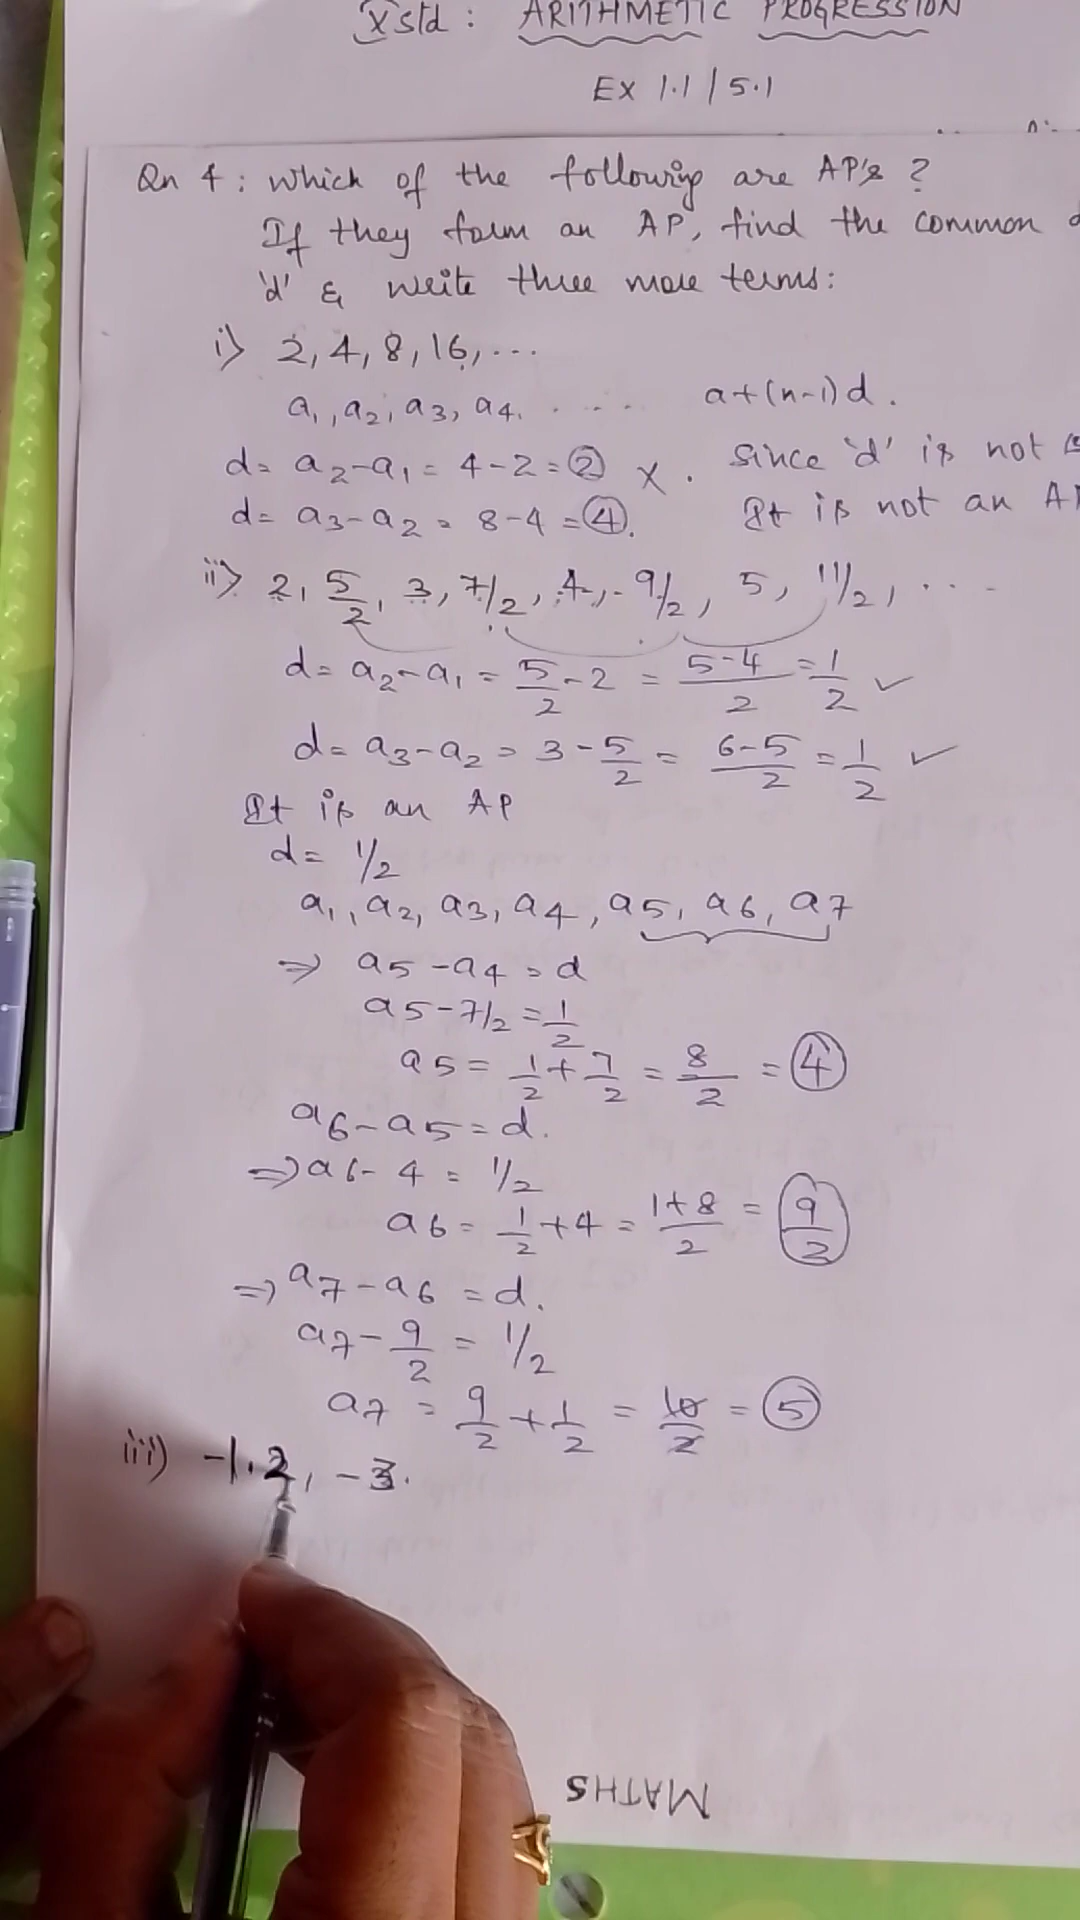 X std : ARITHMETIC PROGRESSION
EX 1.1 / 5.1
Qn 4 : Which of the following are AP's ?
If they form an AP, find the common
'd' & write three more terms:
i) 2, 4, 8, 16, ...
a1, a2, a3, a4. . . . . a+(n-1)d.
d = a2-a1 = 4-2 = 2 x. Since 'd' is not
d = a3-a2 = 8-4 = 4. It is not an AP
ii) 2, 5/2, 3, 7/2, 4, 9/2, 5, 11/2, ...
d = a2-a1 = 5/2 - 2 = 5-4/2 = 1/2 ✓
d = a3-a2 = 3 - 5/2 = 6-5/2 = 1/2 ✓
It is an AP
d = 1/2
a1, a2, a3, a4, a5, a6, a7
⇒ a5-a4 = d
a5-7/2 = 1/2
a5 = 1/2 + 7/2 = 8/2 = 4
a6-a5 = d.
⇒ a6-4 = 1/2
a6 = 1/2 + 4 = 1+8/2 = 9/2
⇒ a7-a6 = d.
a7-9/2 = 1/2
a7 = 9/2 + 1/2 = 10/2 = 5
iii) -1.2, -3.
MATHS